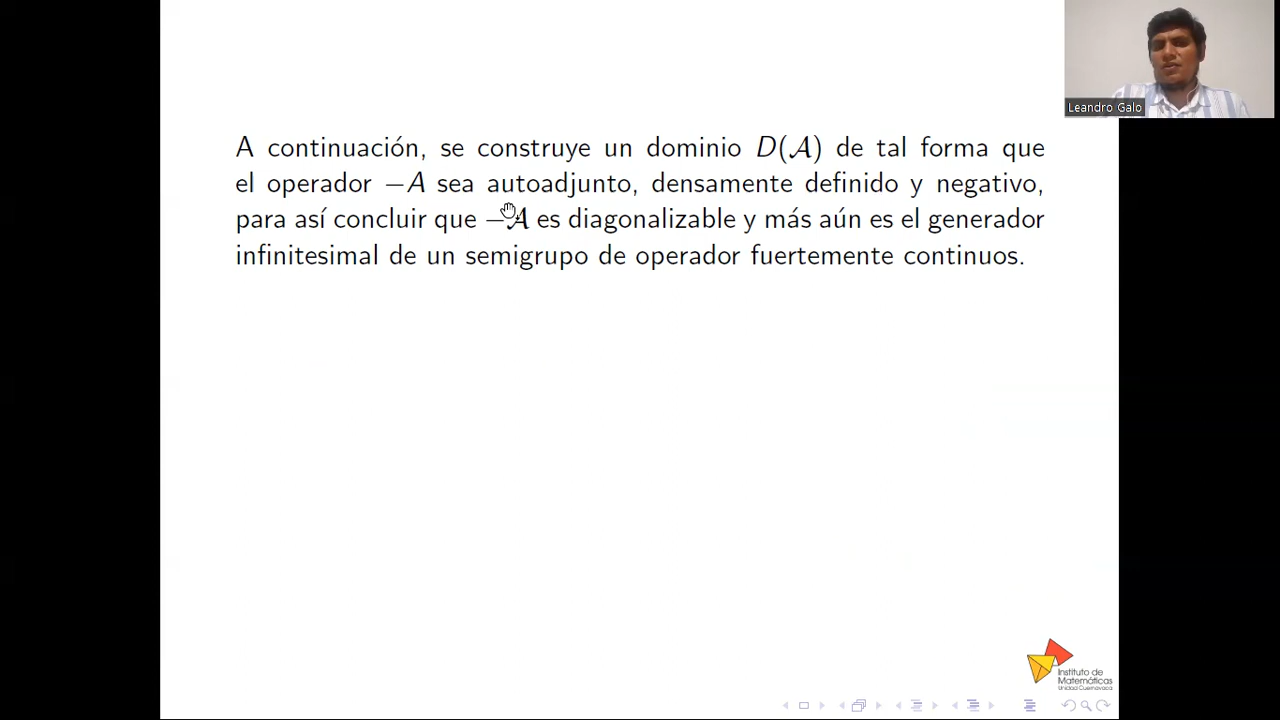 Leandro Galo
A continuación, se construye un dominio D(𝒜) de tal forma que
el operador −A sea autoadjunto, densamente definido y negativo,
para así concluir que −𝒜 es diagonalizable y más aún es el generador
infinitesimal de un semigrupo de operador fuertemente continuos.
Instituto de
Matemáticas
Unidad Cuernavaca